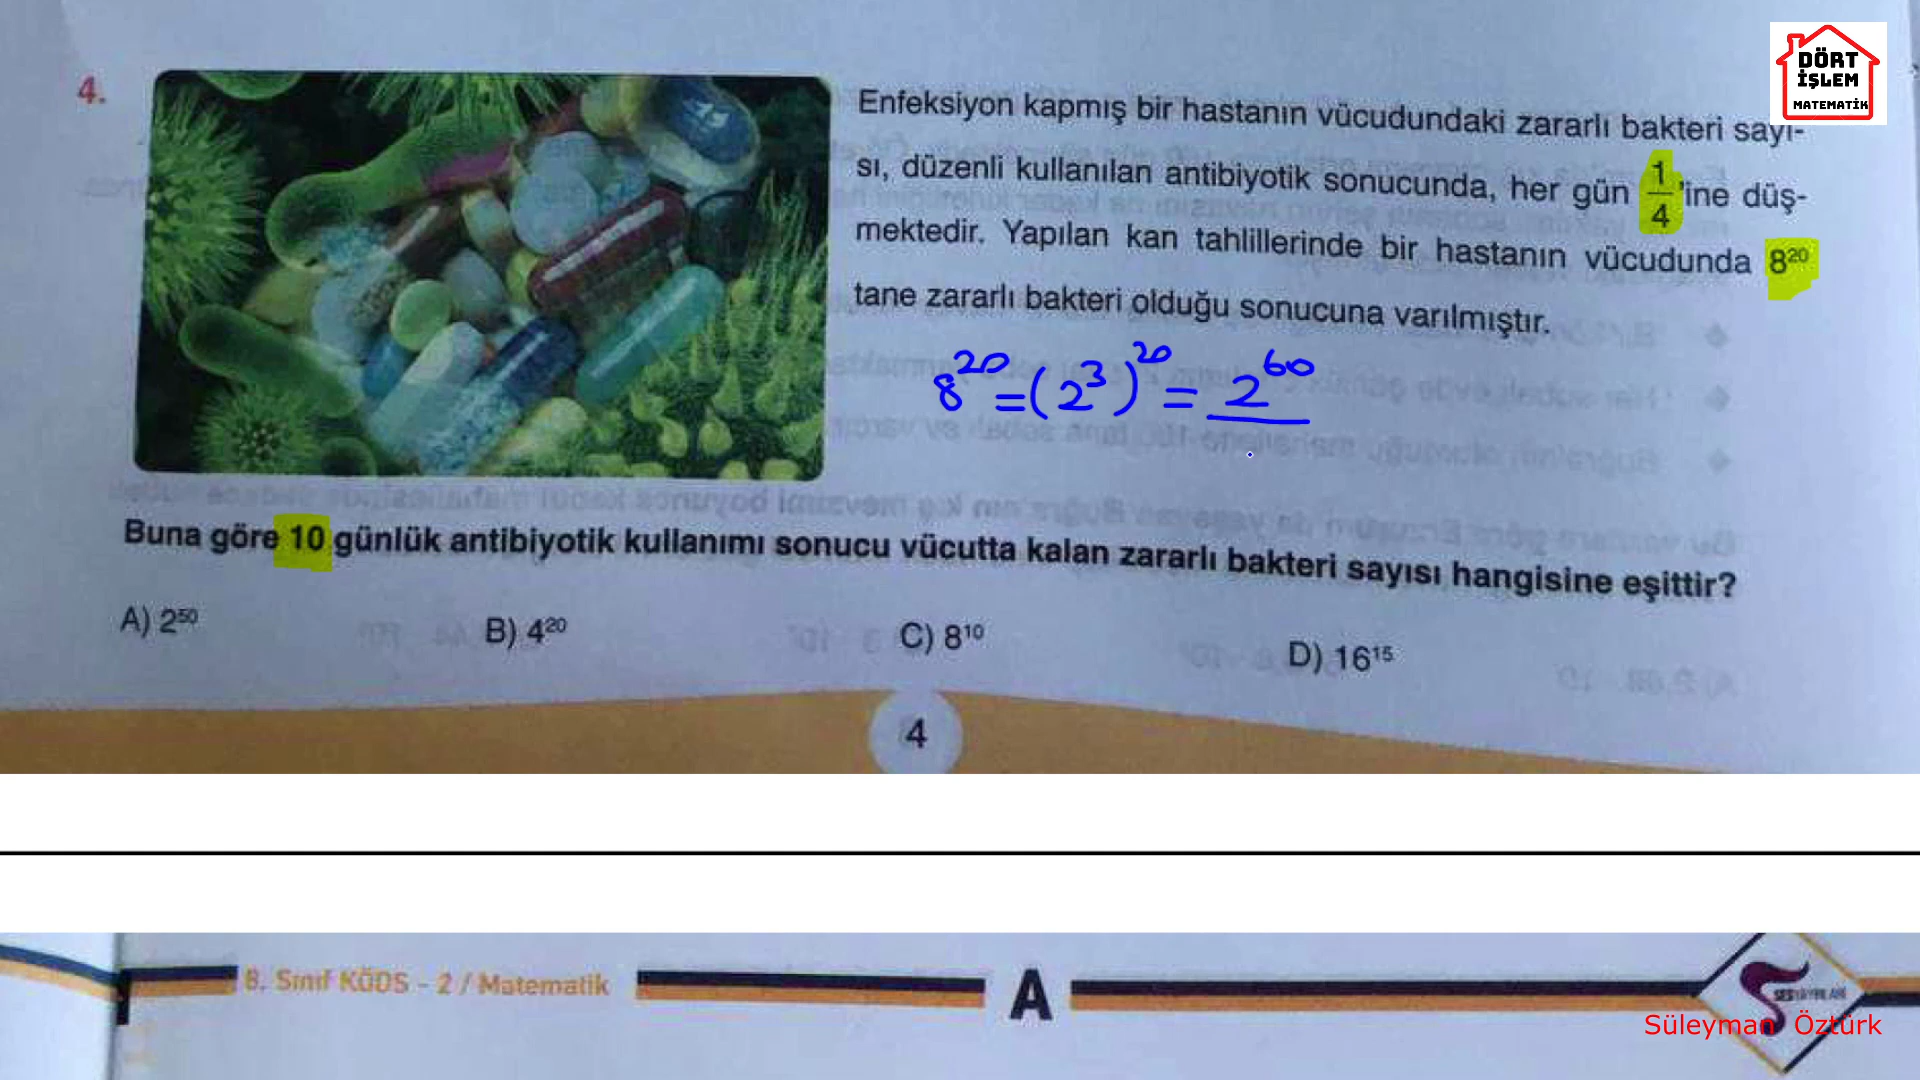 DÖRT
İŞLEM
MATEMATİK
4.
Enfeksiyon kapmış bir hastanın vücudundaki zararlı bakteri sayı-
sı, düzenli kullanılan antibiyotik sonucunda, her gün 1/4'ine düş-
mektedir. Yapılan kan tahlillerinde bir hastanın vücudunda 8²⁰
tane zararlı bakteri olduğu sonucuna varılmıştır.
8²⁰ = (2³)²⁰ = 2⁶⁰
Buna göre 10 günlük antibiyotik kullanımı sonucu vücutta kalan zararlı bakteri sayısı hangisine eşittir?
A) 2⁵⁰ B) 4²⁰ C) 8¹⁰ D) 16¹⁵
4
8. Sınıf KÖDS - 2 / Matematik
A
SES YAYINLARI
Süleyman Öztürk